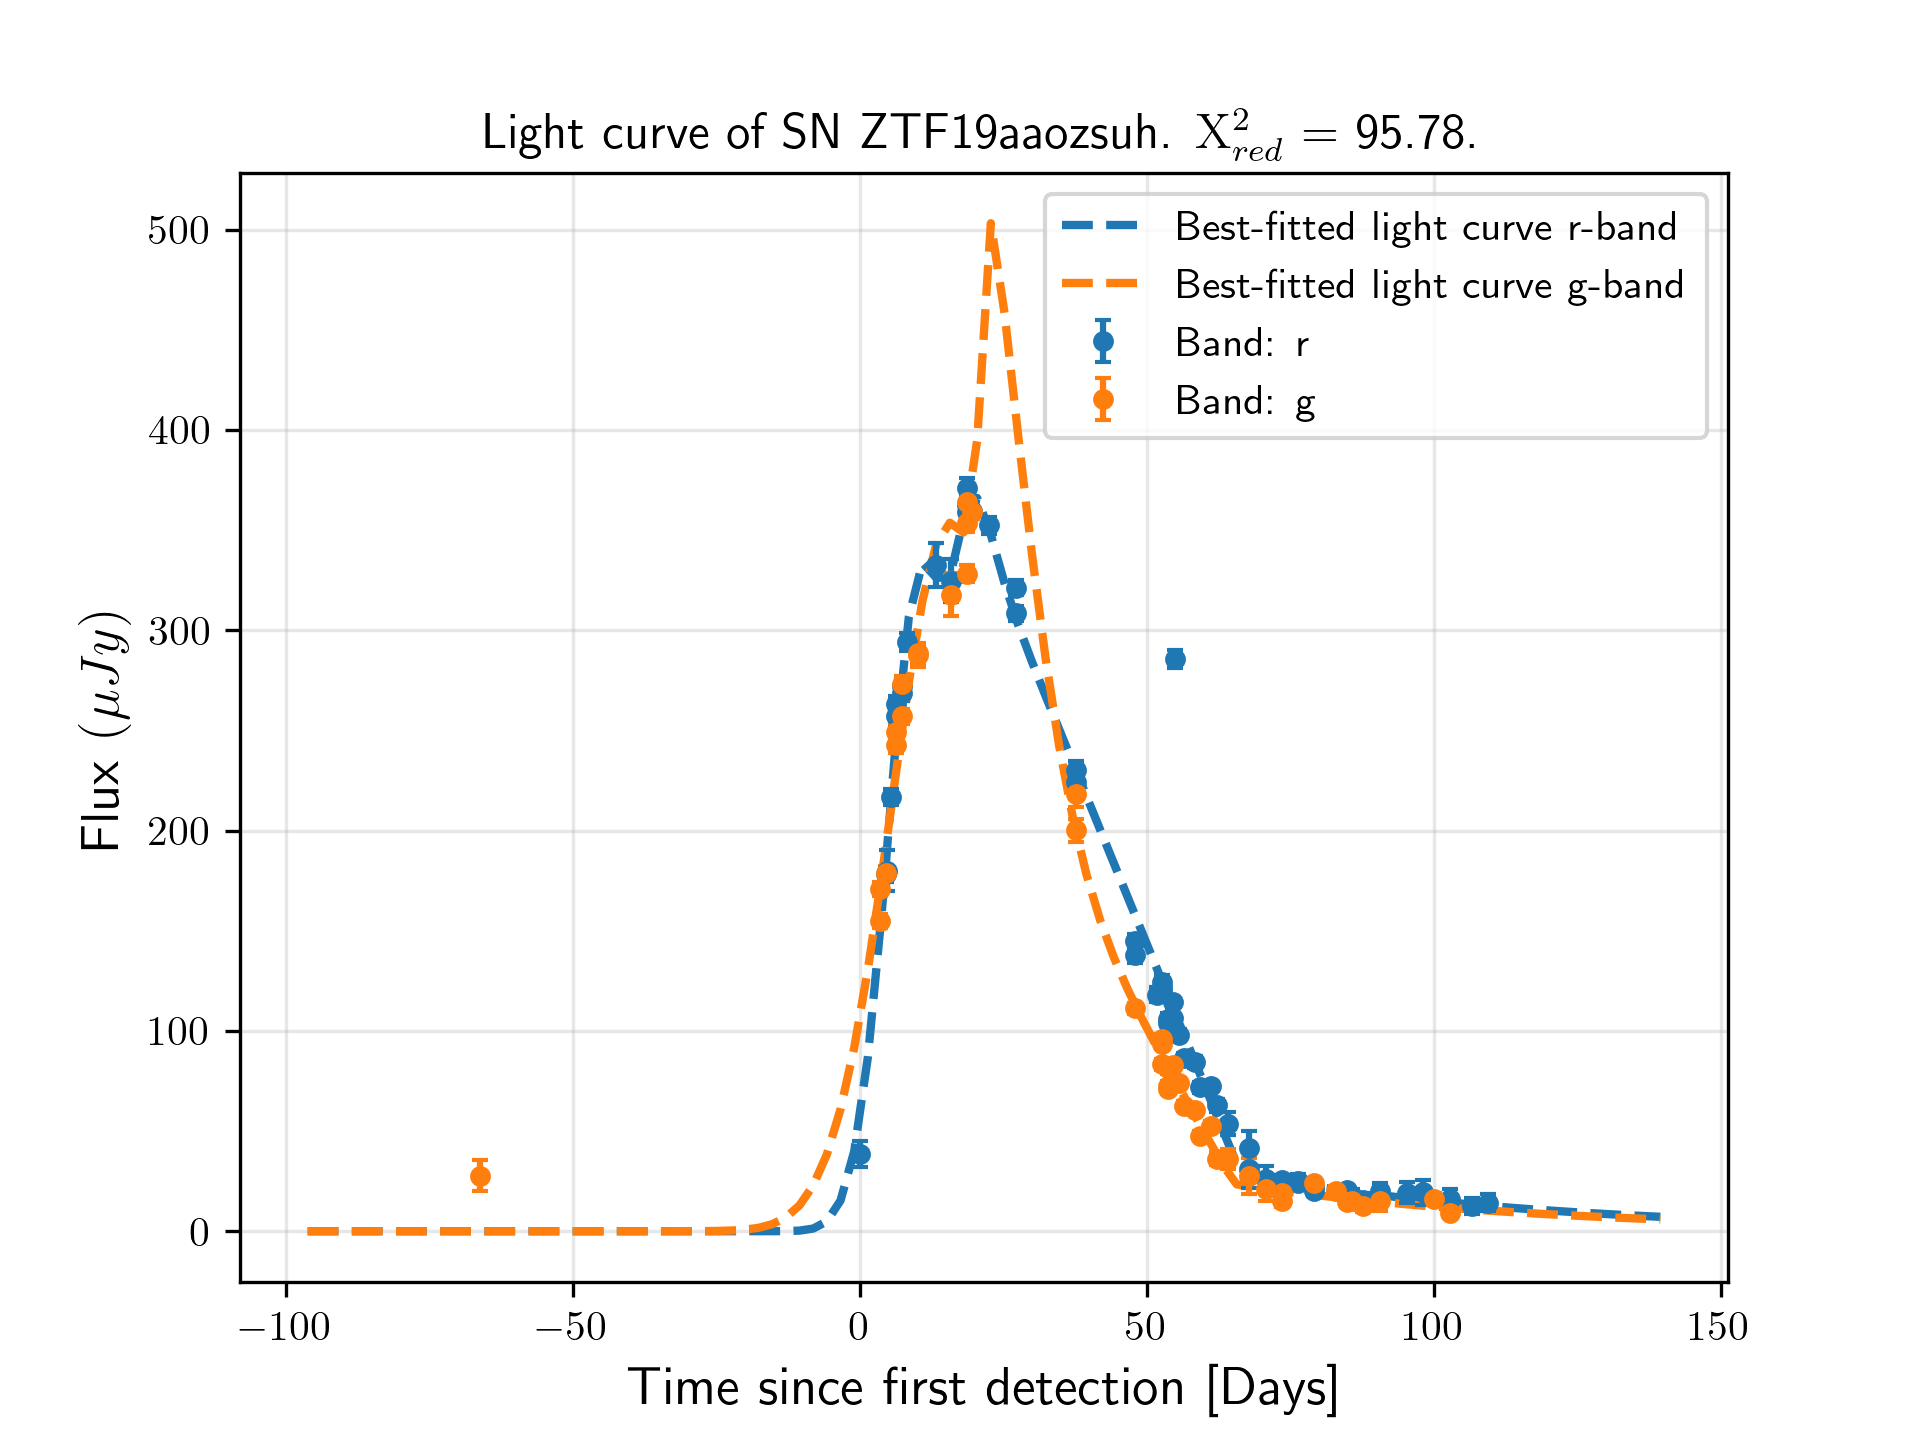 Light curve of SN ZTF19aaozsuh. X²_red = 95.78.
Best-fitted light curve r-band
Best-fitted light curve g-band
Band: r
Band: g
500
400
300
200
100
0
Flux (μJy)
−100 −50 0 50 100 150
Time since first detection [Days]